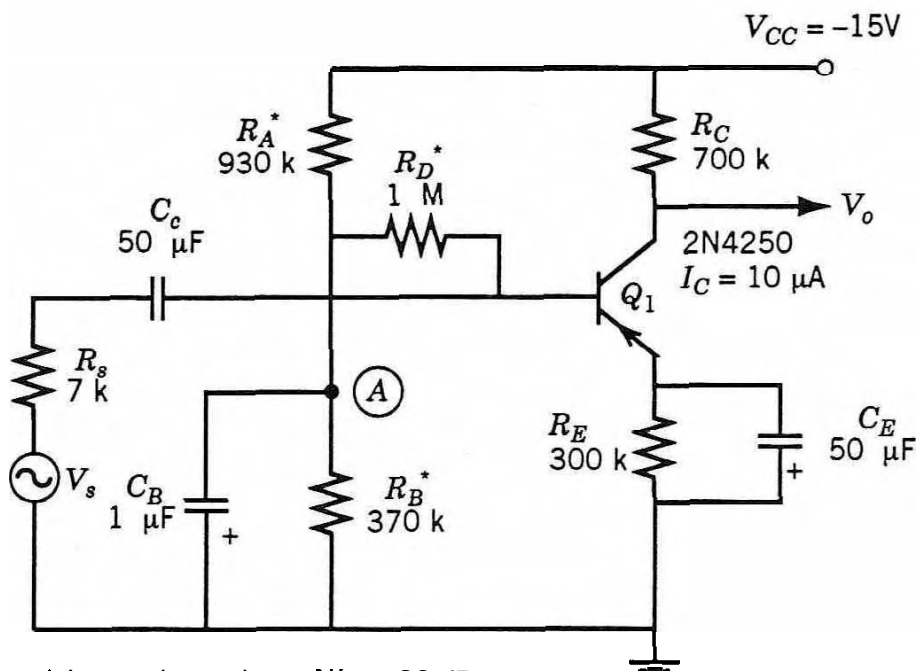 V_CC = −15V
R_A*
930 k
R_D*
1 M
R_C
700 k
C_c
50 μF
V_o
2N4250
I_C = 10 μA
Q_1
R_s
7 k
A
R_E
300 k
C_E
50 μF
+
V_s
C_B
1 μF
+
R_B*
370 k